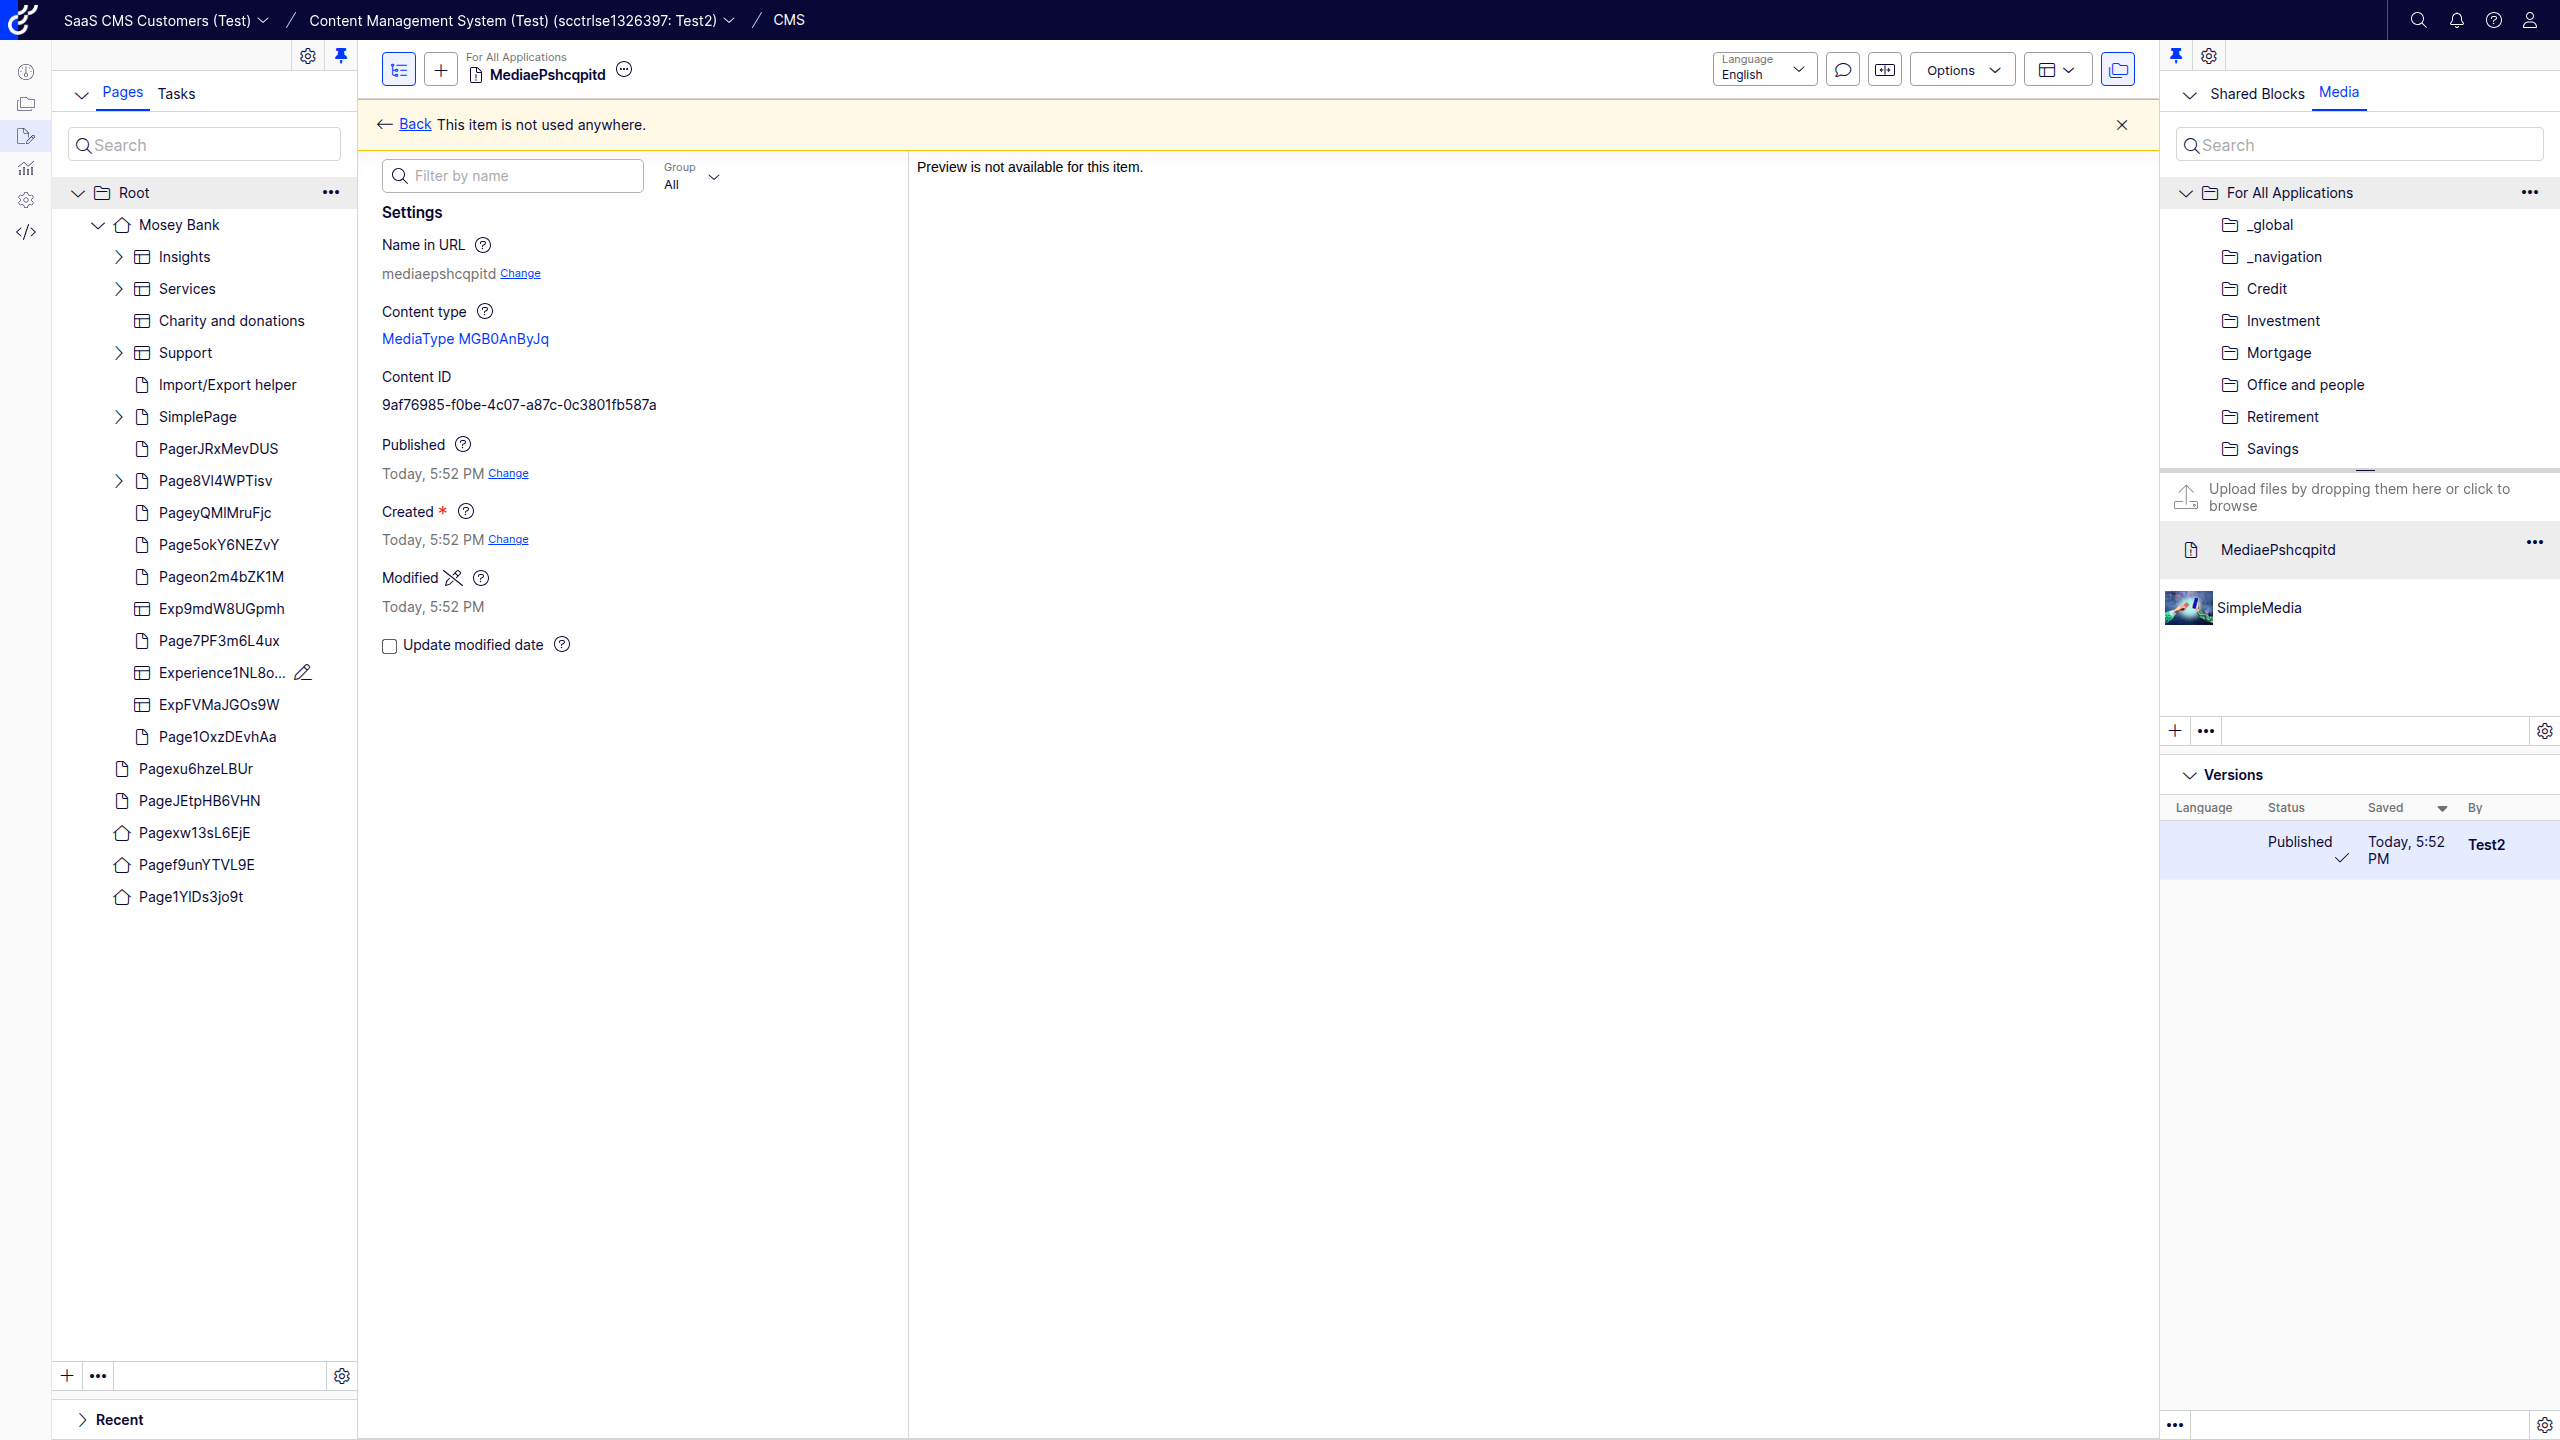 SaaS CMS Customers (Test) / Content Management System (Test) (scctrlse1326397: Test2) / CMS
Pages Tasks
Search
Root
Mosey Bank
Insights
Services
Charity and donations
Support
Import/Export helper
SimplePage
PagerJRxMevDUS
Page8Vl4WPTisv
PageyQMlMruFjc
Page5okY6NEZvY
Pageon2m4bZK1M
Exp9mdW8UGpmh
Page7PF3m6L4ux
Experience1NL8o...
ExpFVMaJGOs9W
Page1OxzDEvhAa
Pagexu6hzeLBUr
PageJEtpHB6VHN
Pagexw13sL6EjE
Pagef9unYTVL9E
Page1YlDs3jo9t
Recent
For All Applications
MediaePshcqpitd
Language
English
Options
Back This item is not used anywhere.
Filter by name
Group
All
Settings
Name in URL
mediaepshcqpitd Change
Content type
MediaType MGB0AnByJq
Content ID
9af76985-f0be-4c07-a87c-0c3801fb587a
Published
Today, 5:52 PM Change
Created *
Today, 5:52 PM Change
Modified
Today, 5:52 PM
Update modified date
Preview is not available for this item.
Shared Blocks Media
Search
For All Applications
_global
_navigation
Credit
Investment
Mortgage
Office and people
Retirement
Savings
Upload files by dropping them here or click to
browse
MediaePshcqpitd
SimpleMedia
Versions
Language Status Saved By
Published Today, 5:52 Test2
PM